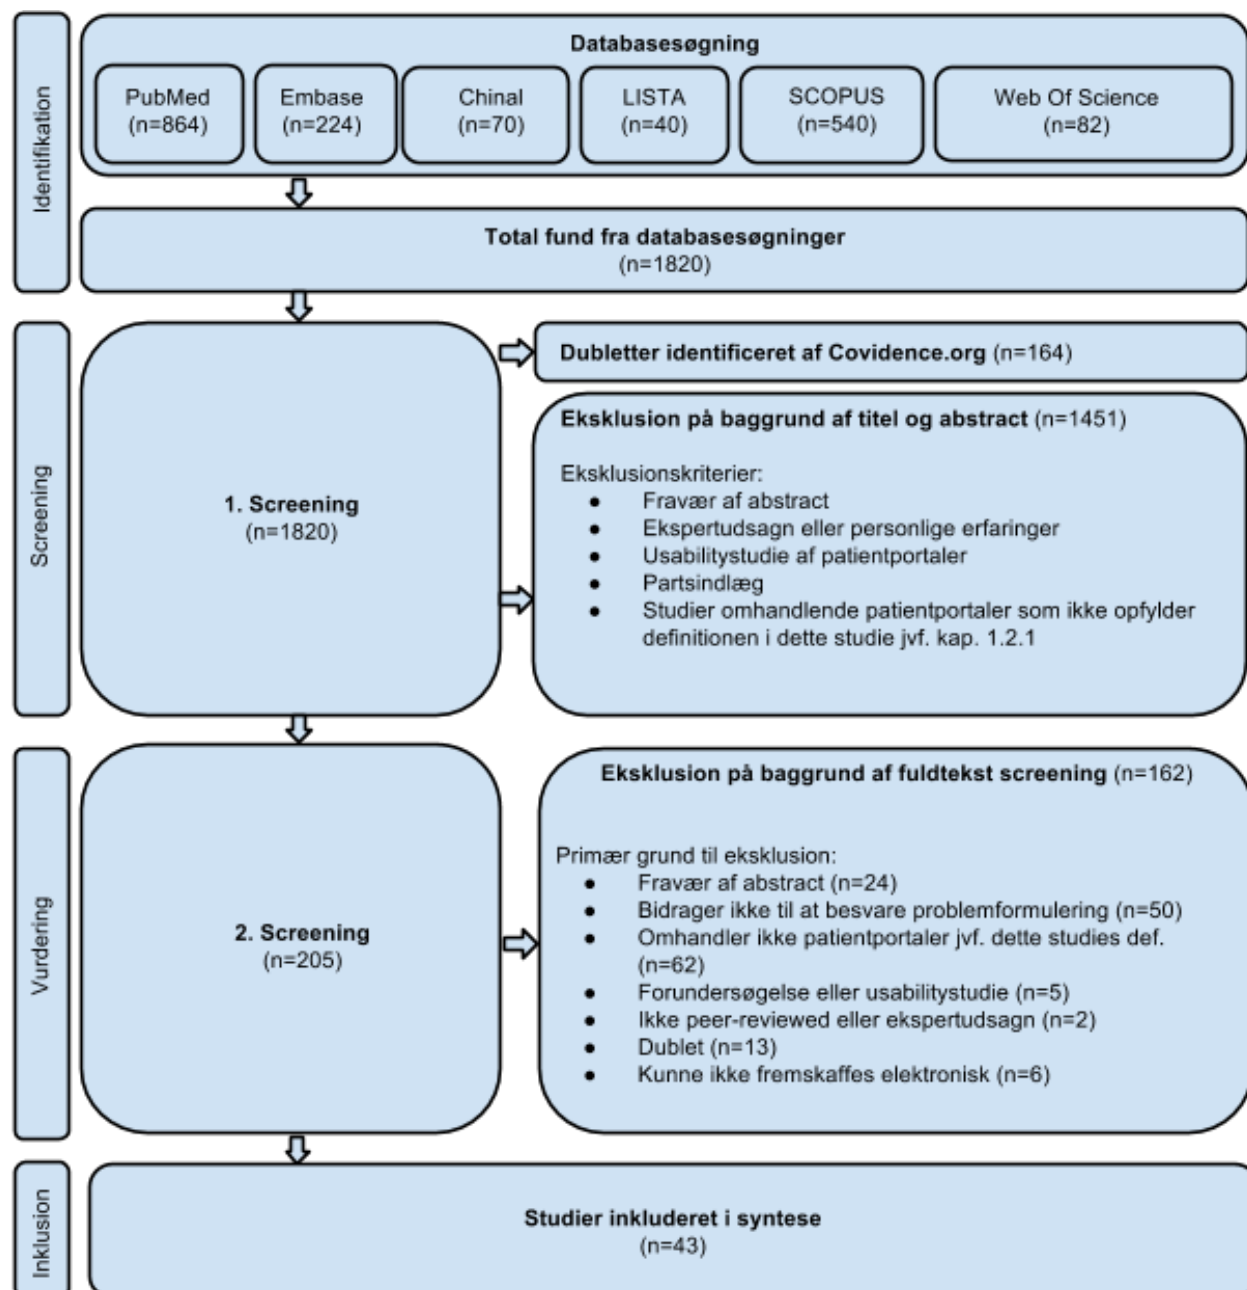 Identifikation
Databasesøgning
PubMed
(n=864)
Embase
(n=224)
Chinal
(n=70)
LISTA
(n=40)
SCOPUS
(n=540)
Web Of Science
(n=82)
Total fund fra databasesøgninger
(n=1820)
Screening
1. Screening
(n=1820)
Dubletter identificeret af Covidence.org (n=164)
Eksklusion på baggrund af titel og abstract (n=1451)
Eksklusionskriterier:
● Fravær af abstract
● Ekspertudsagn eller personlige erfaringer
● Usabilitystudie af patientportaler
● Partsindlæg
● Studier omhandlende patientportaler som ikke opfylder
definitionen i dette studie jvf. kap. 1.2.1
Vurdering
2. Screening
(n=205)
Eksklusion på baggrund af fuldtekst screening (n=162)
Primær grund til eksklusion:
● Fravær af abstract (n=24)
● Bidrager ikke til at besvare problemformulering (n=50)
● Omhandler ikke patientportaler jvf. dette studies def.
(n=62)
● Forundersøgelse eller usabilitystudie (n=5)
● Ikke peer-reviewed eller ekspertudsagn (n=2)
● Dublet (n=13)
● Kunne ikke fremskaffes elektronisk (n=6)
Inklusion
Studier inkluderet i syntese
(n=43)